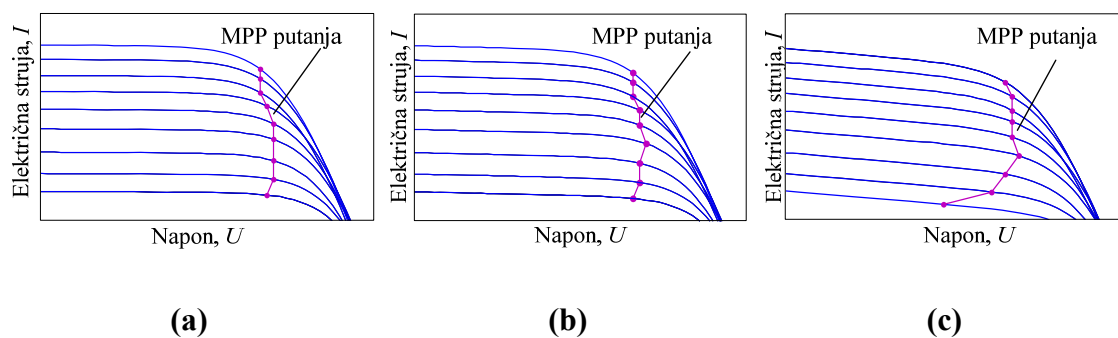 Električna struja, I
MPP putanja
Napon, U
(a)
Električna struja, I
MPP putanja
Napon, U
(b)
Električna struja, I
MPP putanja
Napon, U
(c)